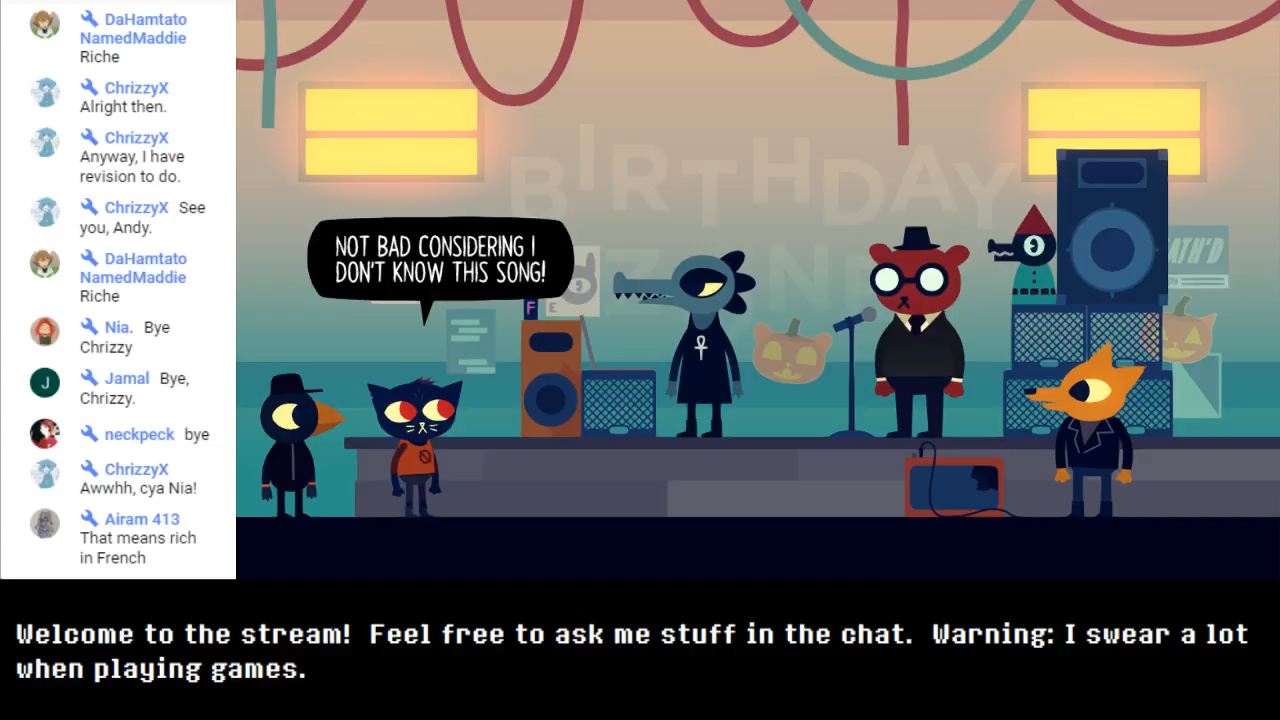 DaHamtato
NamedMaddie
Riche
ChrizzyX
Alright then.
ChrizzyX
Anyway, I have
revision to do.
ChrizzyX See
you, Andy.
DaHamtato
NamedMaddie
Riche
Nia. Bye
Chrizzy
J
Jamal Bye,
Chrizzy.
neckpeck bye
ChrizzyX
Awwhh, cya Nia!
Airam 413
That means rich
in French
BIRTHDAY
NOT BAD CONSIDERING I
DON'T KNOW THIS SONG!
F
E
Welcome to the stream! Feel free to ask me stuff in the chat. Warning: I swear a lot
when playing games.